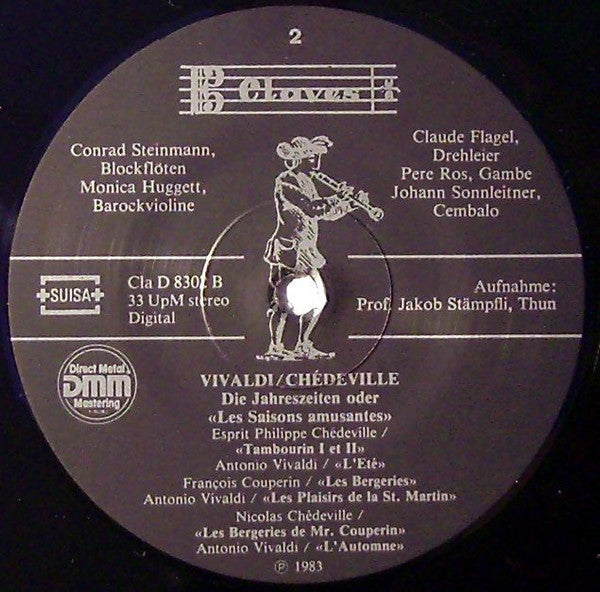 2
Claves
Conrad Steinmann,
Blockflöten
Monica Huggett,
Barockvioline
Claude Flagel,
Drehleier
Pere Ros, Gambe
Johann Sonnleitner,
Cembalo
SUISA
Cla D 8302 B
33 UpM stereo
Digital
Aufnahme:
Prof. Jakob Stämpfli, Thun
Direct Metal
DMM
Mastering
VIVALDI/CHÉDEVILLE
Die Jahreszeiten oder
«Les Saisons amusantes»
Esprit Philippe Chédeville /
«Tambourin I et II»
Antonio Vivaldi / «L'Eté»
François Couperin / «Les Bergeries»
Antonio Vivaldi / «Les Plaisirs de la St. Martin»
Nicolas Chédeville /
«Les Bergeries de Mr. Couperin»
Antonio Vivaldi / «L'Automne»
℗ 1983